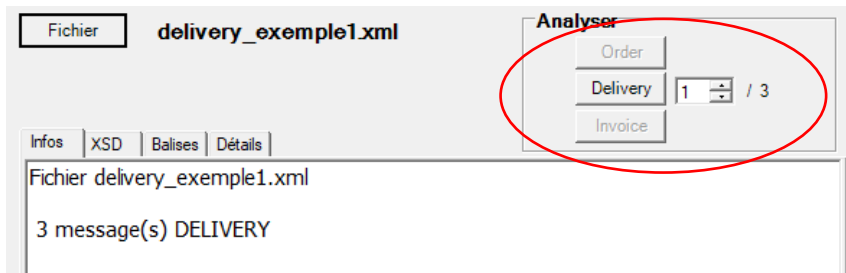 Fichier delivery_exemple1.xml
Analyser
Order
Delivery 1 / 3
Invoice
Infos XSD Balises Détails
Fichier delivery_exemple1.xml
3 message(s) DELIVERY